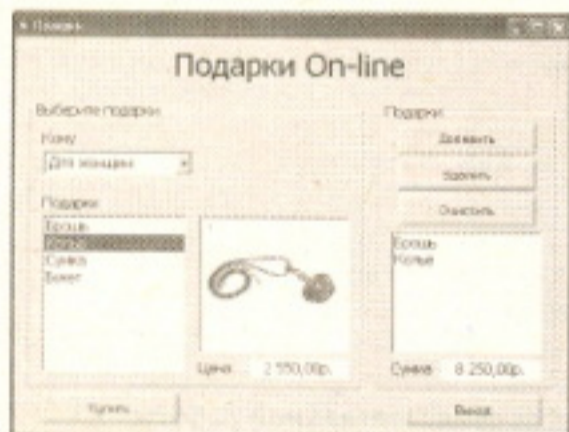 Подарки On-line
Выберите подарки
Подарки
Кому
Для женщин
Добавить
Удалить
Очистить
Подарки
Брошь
Колье
Сумка
Букет
Брошь
Колье
Цена 2 550,00р.
Сумма 8 250,00р.
Купить
Выход